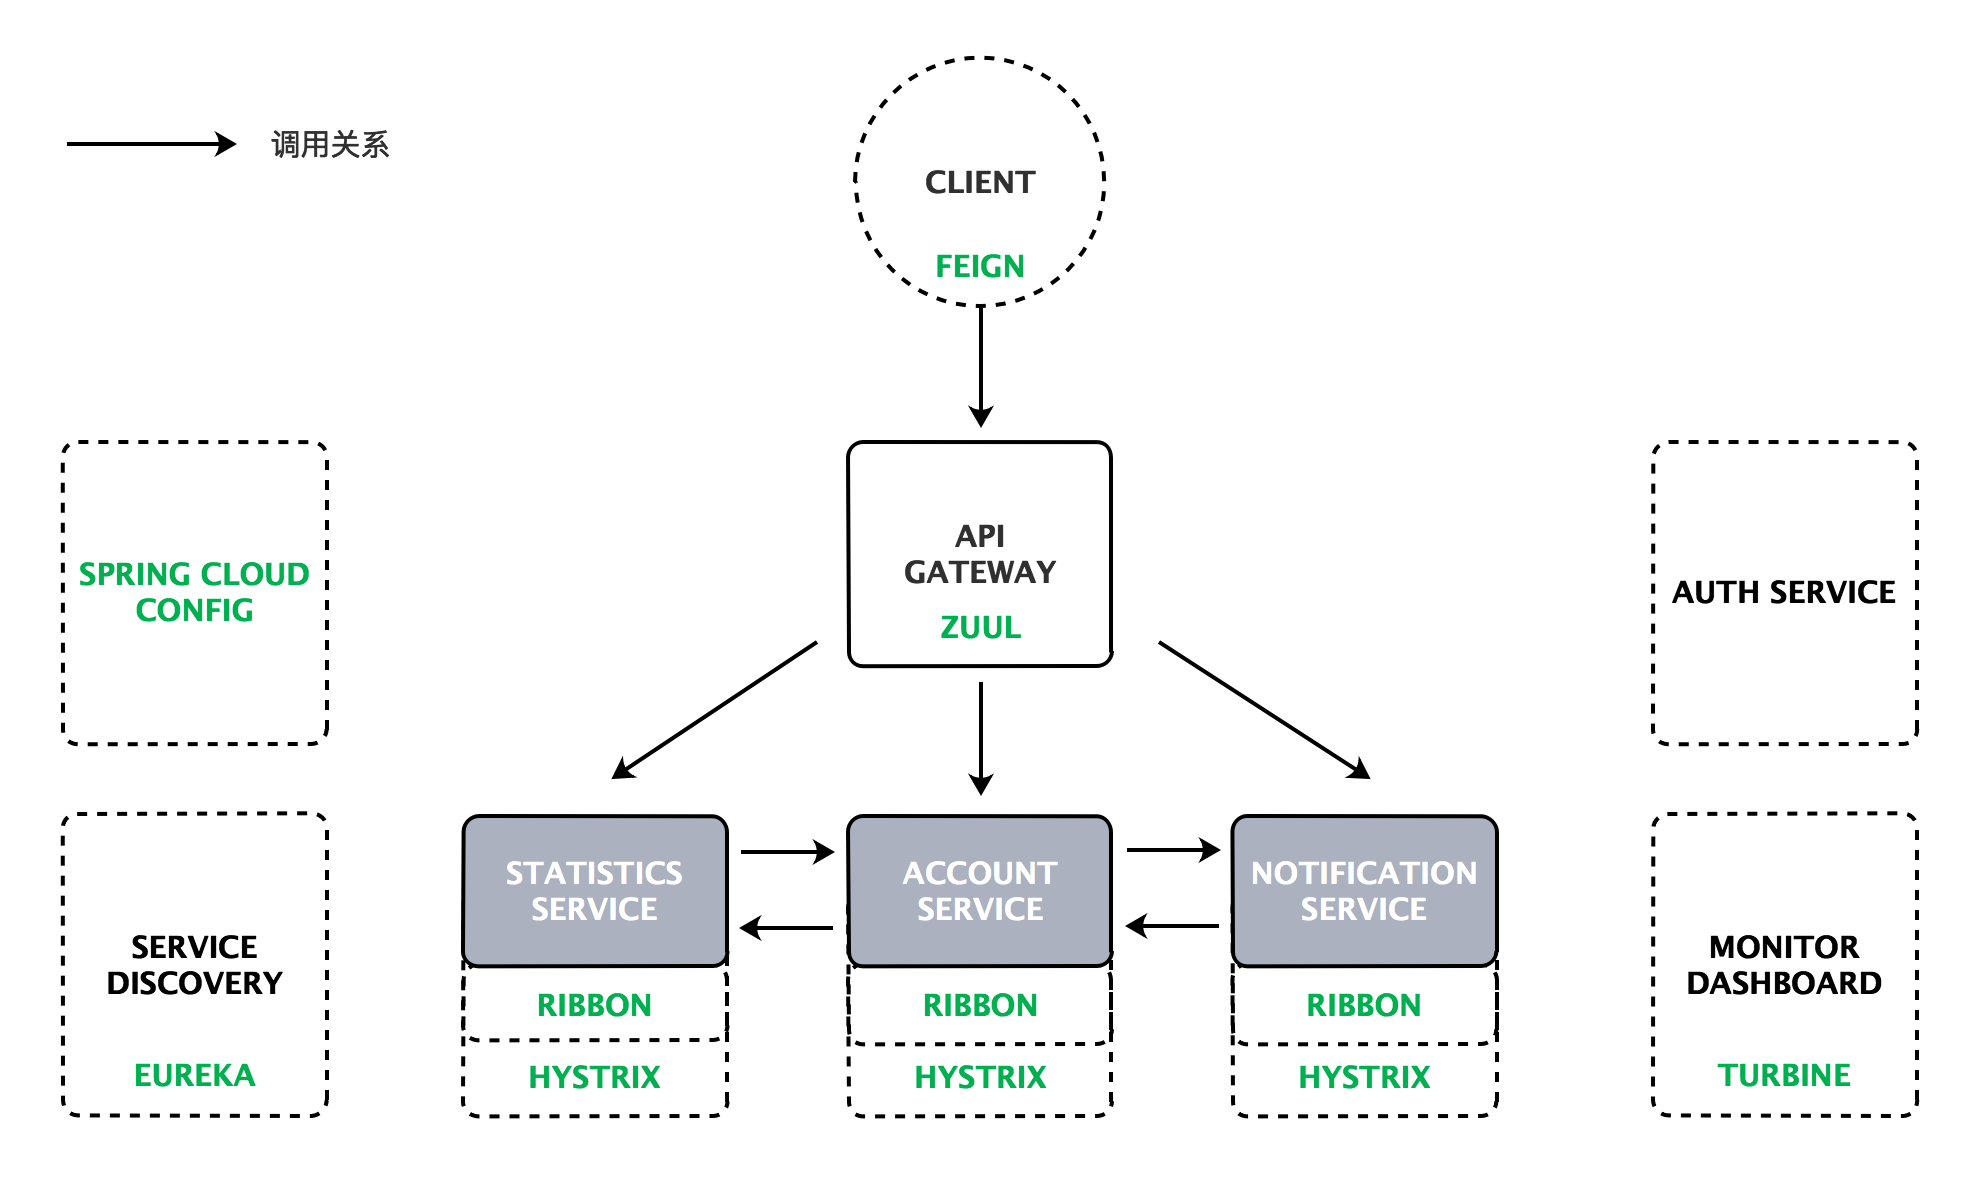 调用关系
CLIENT
FEIGN
API
GATEWAY
ZUUL
SPRING CLOUD
CONFIG
AUTH SERVICE
SERVICE
DISCOVERY
EUREKA
STATISTICS
SERVICE
RIBBON
HYSTRIX
ACCOUNT
SERVICE
RIBBON
HYSTRIX
NOTIFICATION
SERVICE
RIBBON
HYSTRIX
MONITOR
DASHBOARD
TURBINE